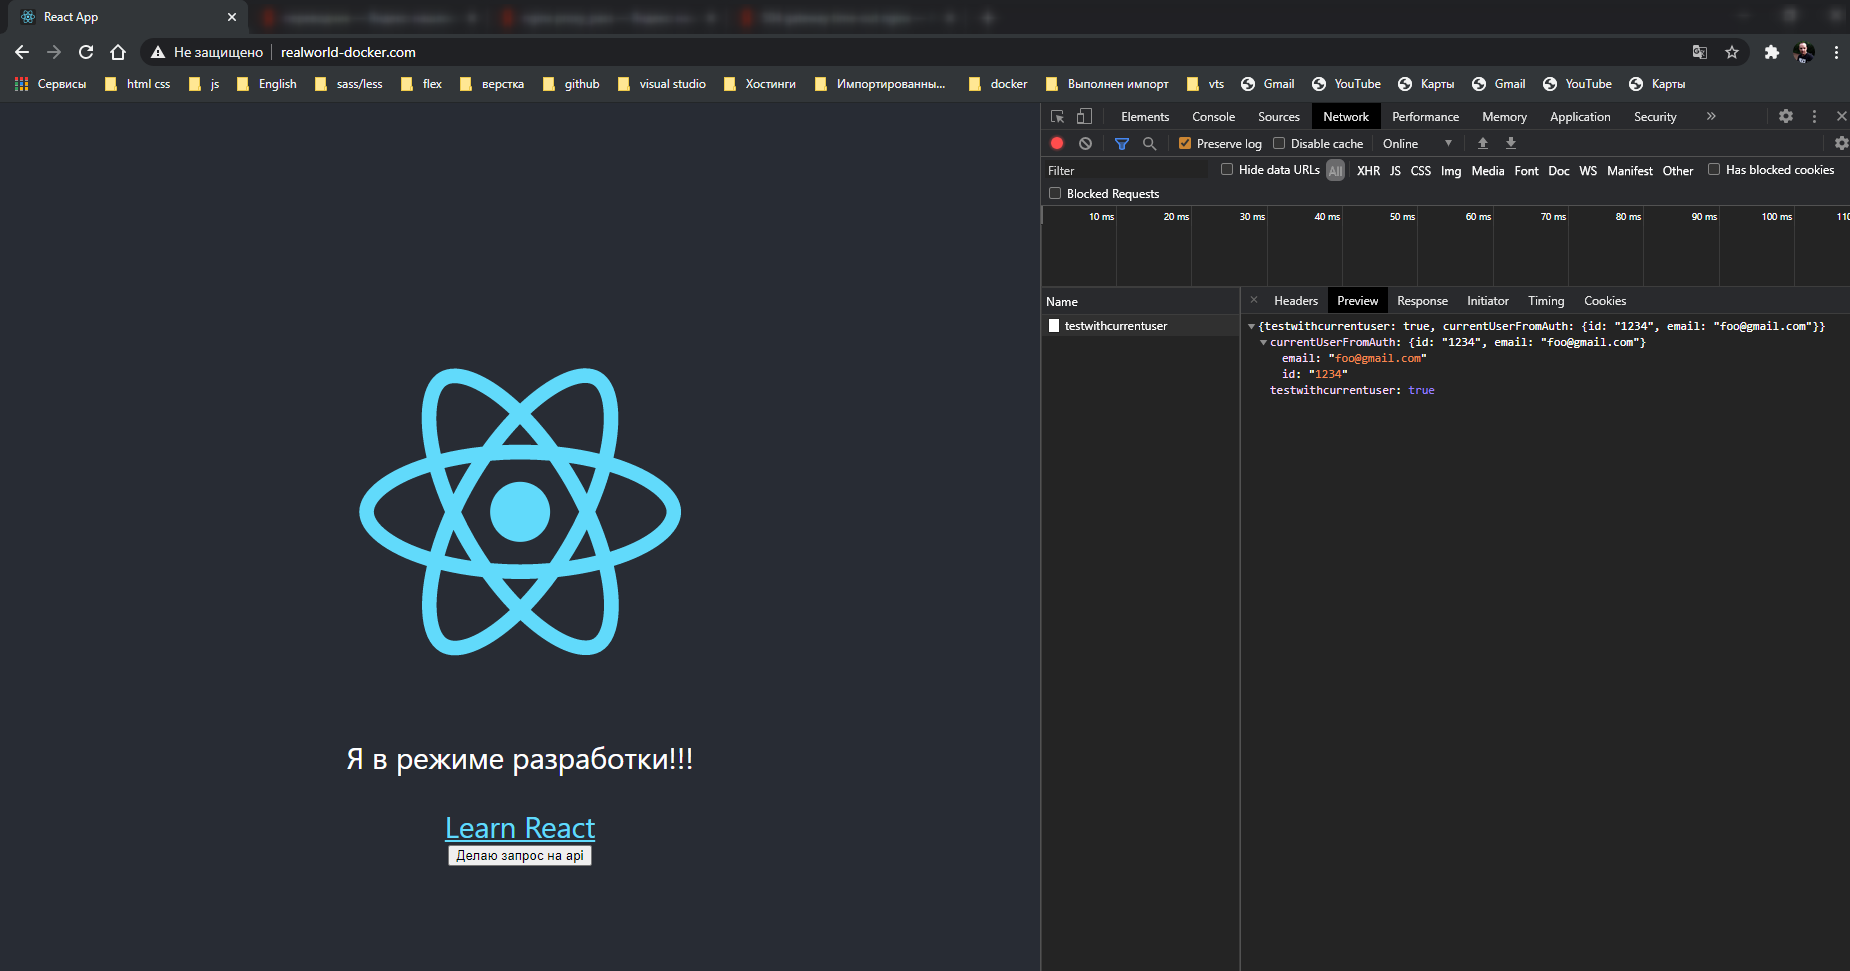 React App
Не защищено realworld-docker.com
Сервисы html css js English sass/less flex верстка github visual studio Хостинги Импортированны... docker Выполнен импорт vts Gmail YouTube Карты Gmail YouTube Карты
Elements Console Sources Network Performance Memory Application Security »
Preserve log Disable cache Online
Filter Hide data URLs All XHR JS CSS Img Media Font Doc WS Manifest Other Has blocked cookies
Blocked Requests
10 ms 20 ms 30 ms 40 ms 50 ms 60 ms 70 ms 80 ms 90 ms 100 ms 110
Name
testwithcurrentuser
Headers Preview Response Initiator Timing Cookies
{testwithcurrentuser: true, currentUserFromAuth: {id: "1234", email: "foo@gmail.com"}}
currentUserFromAuth: {id: "1234", email: "foo@gmail.com"}
email: "foo@gmail.com"
id: "1234"
testwithcurrentuser: true
Я в режиме разработки!!!
Learn React
Делаю запрос на api